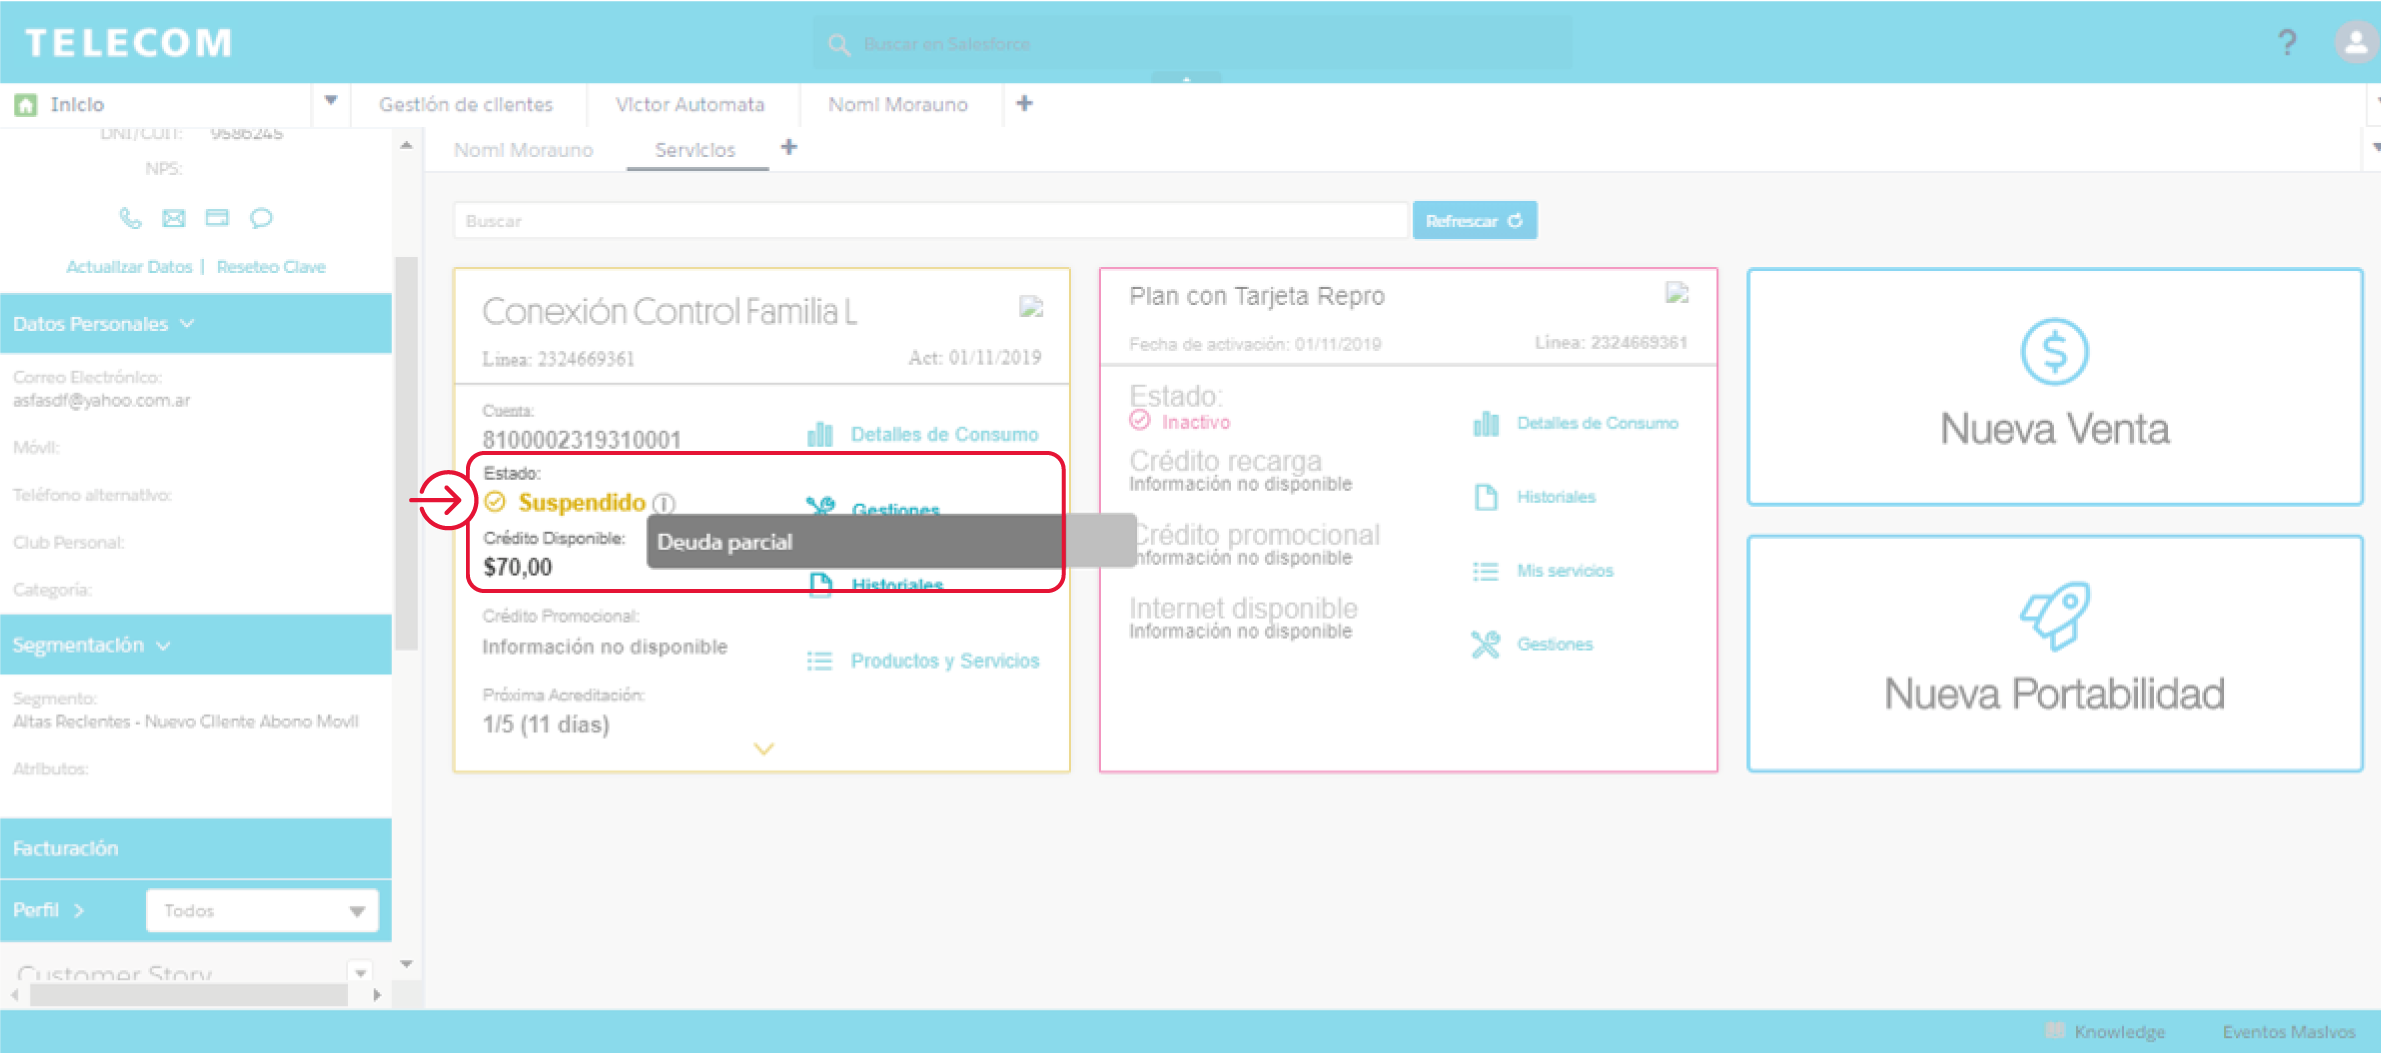 TELECOM
Buscar en Salesforce
?
Inicio
Gestión de clientes
Victor Automata
Nomi Morauno
+
DNI/CUIT: 9586245
NPS:
Actualizar Datos | Reseteo Clave
Datos Personales
Correo Electrónico:
asfasdf@yahoo.com.ar
Móvil:
Teléfono alternativo:
Club Personal:
Categoría:
Segmentación
Segmento:
Altas Recientes - Nuevo Cliente Abono Movil
Atributos:
Facturación
Perfil >
Todos
Customer Story
Nomi Morauno
Servicios
+
Buscar
Refrescar
Conexión Control Familia L
Linea: 2324669361
Act: 01/11/2019
Cuenta:
8100002319310001
Estado:
Suspendido
Deuda parcial
Crédito Disponible:
$70,00
Crédito Promocional:
Información no disponible
Próxima Acreditación:
1/5 (11 días)
Detalles de Consumo
Gestiones
Historiales
Productos y Servicios
Plan con Tarjeta Repro
Fecha de activación: 01/11/2019
Linea: 2324669361
Estado:
Inactivo
Crédito recarga
Información no disponible
Crédito promocional
Información no disponible
Internet disponible
Información no disponible
Detalles de Consumo
Historiales
Mis servicios
Gestiones
$
Nueva Venta
Nueva Portabilidad
Knowledge
Eventos Masivos